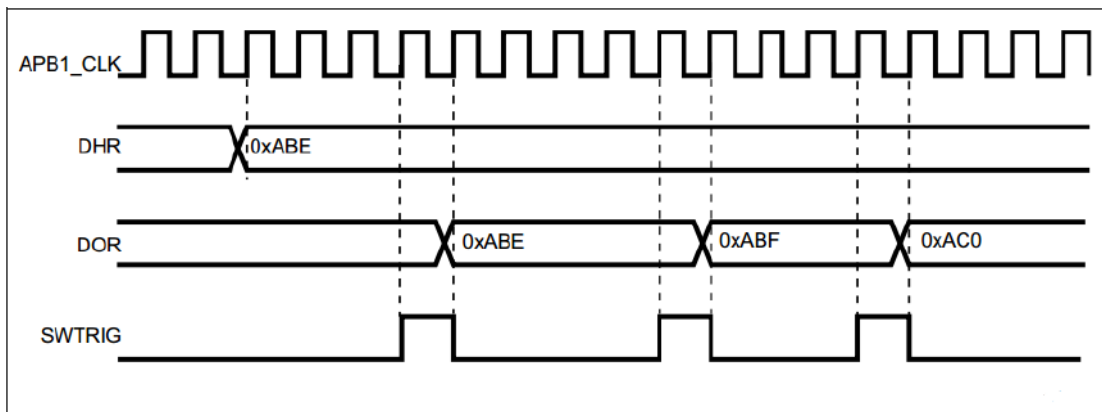 APB1_CLK
DHR
0xABE
DOR
0xABE
0xABF
0xAC0
SWTRIG